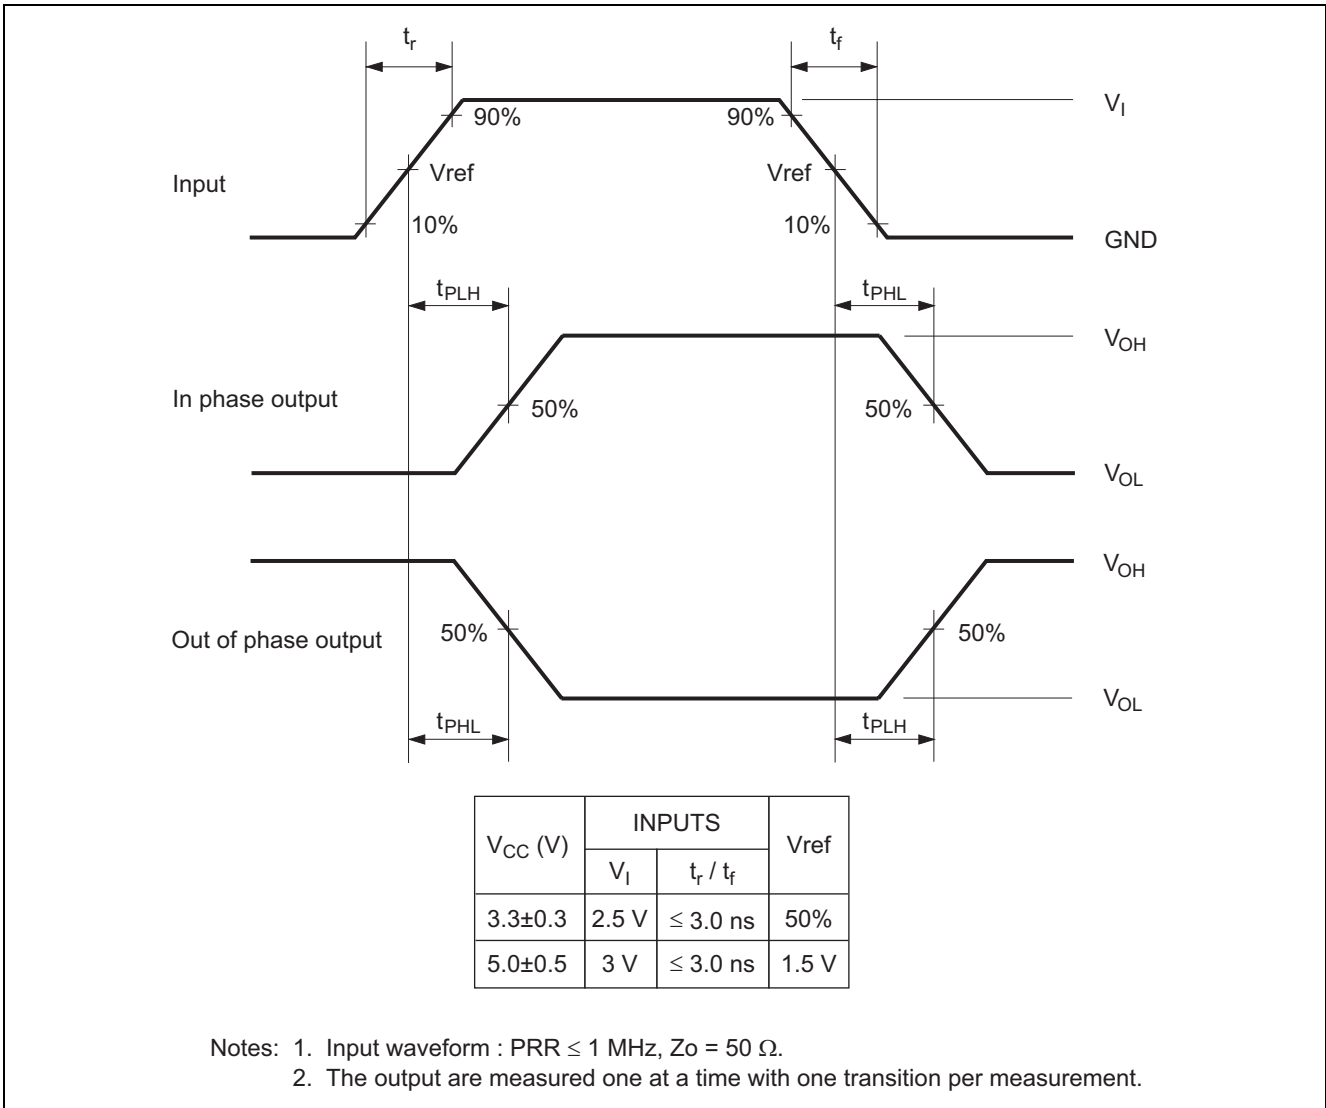 tr
tf
90%
90%
VI
Input
Vref
Vref
10%
10%
GND
tPLH
tPHL
VOH
In phase output
50%
50%
VOL
VOH
Out of phase output
50%
50%
VOL
tPHL
tPLH
VCC (V)
INPUTS
Vref
VI
tr / tf
3.3±0.3 2.5 V ≤ 3.0 ns 50%
5.0±0.5 3 V ≤ 3.0 ns 1.5 V
Notes: 1. Input waveform : PRR ≤ 1 MHz, Zo = 50 Ω.
2. The output are measured one at a time with one transition per measurement.